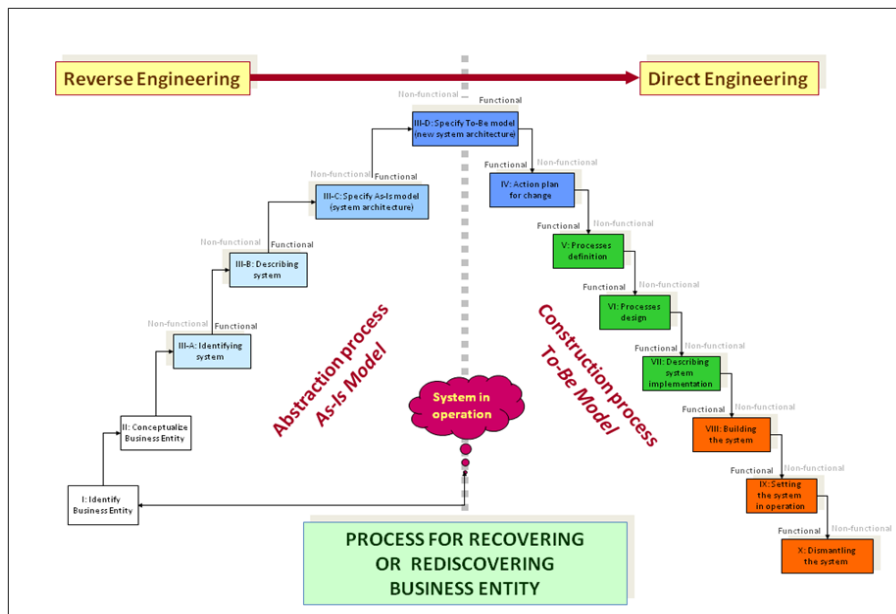 Reverse Engineering
Direct Engineering
Non-functional
Functional
III-D: Specify To-Be model
(new system architecture)
Non-functional
Functional
III-C: Specify As-Is model
(system architecture)
Non-functional
Functional
III-B: Describing
system
Non-functional
Functional
III-A: Identifying
system
II: Conceptualize
Business Entity
I: Identify
Business Entity
Abstraction process
As-Is Model
System in
operation
Construction process
To-Be Model
Functional
Non-functional
IV: Action plan
for change
Functional
Non-functional
V: Processes
definition
Functional
Non-functional
VI: Processes
design
Functional
Non-functional
VII: Describing
system
implementation
Functional
Non-functional
VIII: Building
the system
Functional
Non-functional
IX: Setting
the system
in operation
Functional
Non-functional
X: Dismantling
the system
PROCESS FOR RECOVERING
OR REDISCOVERING
BUSINESS ENTITY